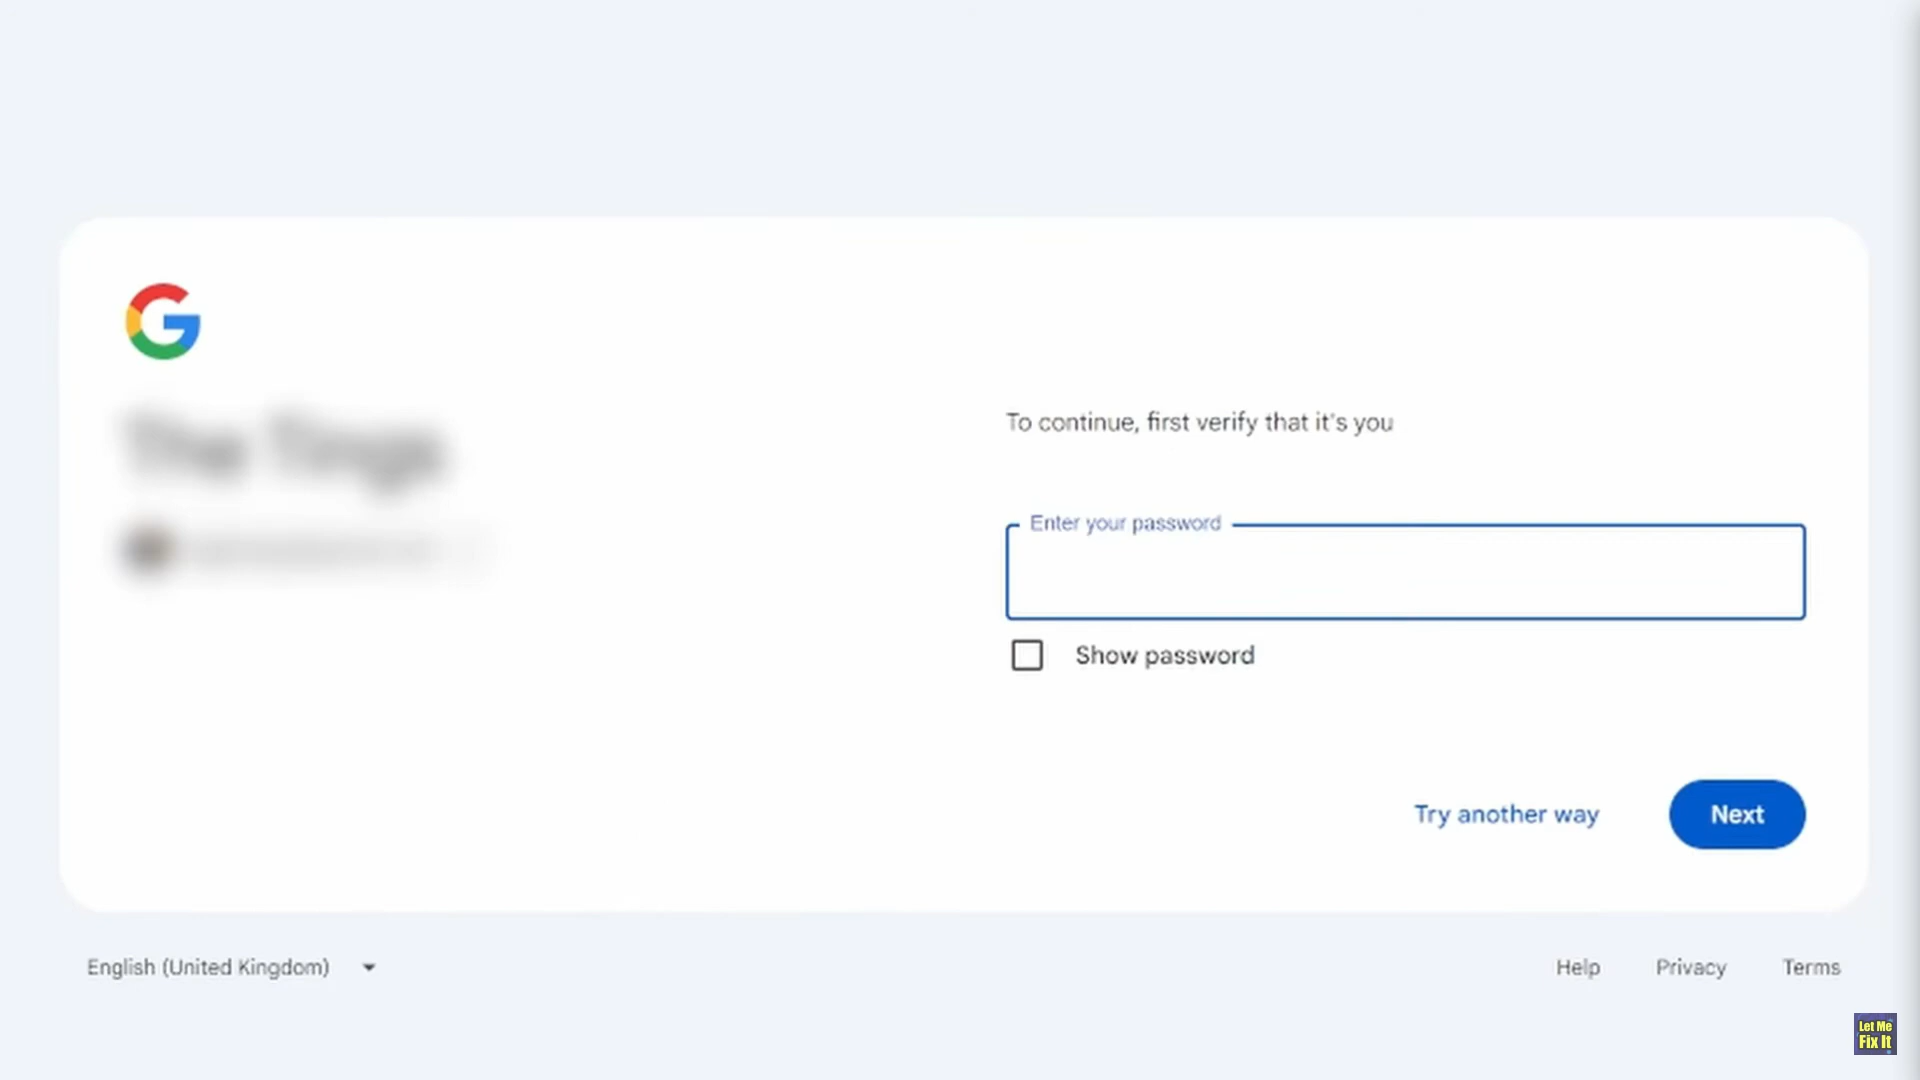 To continue, first verify that it's you
Enter your password
Show password
Try another way
Next
English (United Kingdom)
Help
Privacy
Terms
Let Me
Fix It